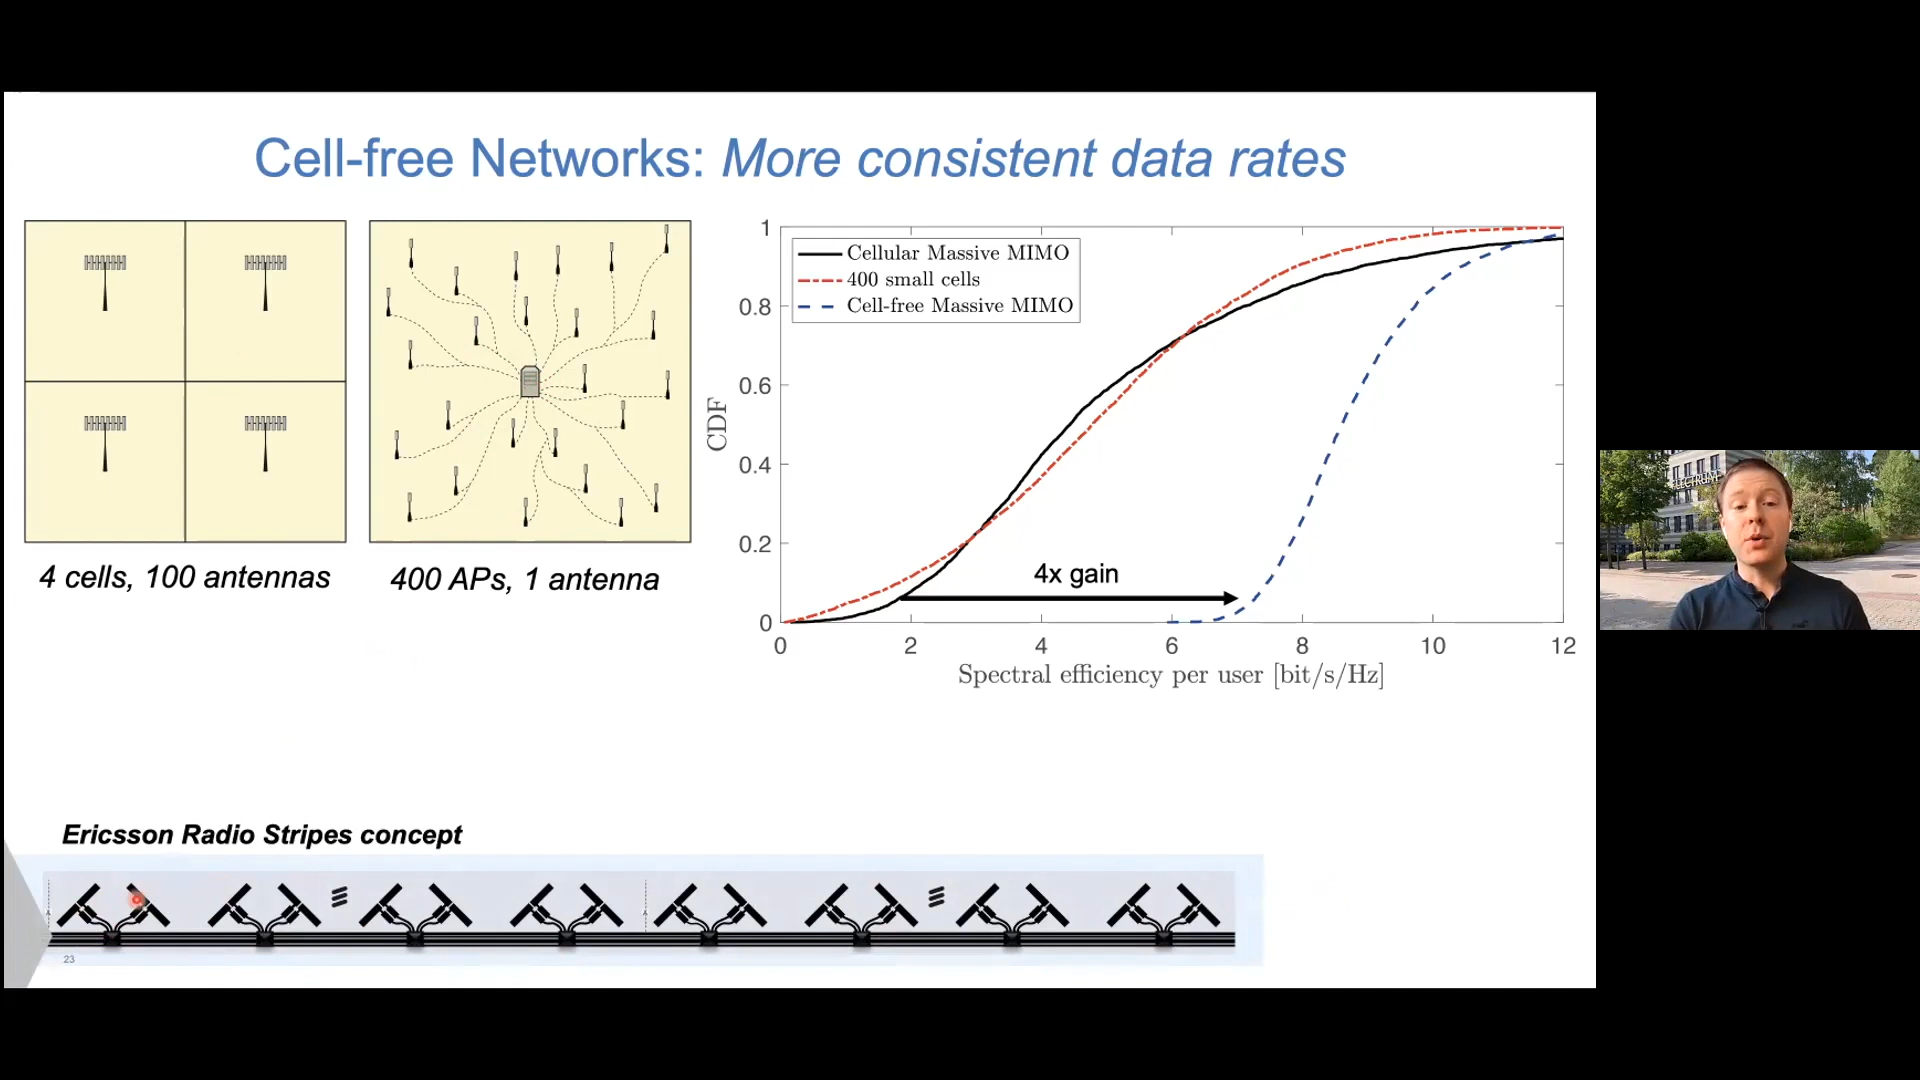 Cell-free Networks: More consistent data rates
4 cells, 100 antennas
400 APs, 1 antenna
Cellular Massive MIMO
400 small cells
Cell-free Massive MIMO
1
0.8
0.6
0.4
0.2
0
CDF
4x gain
0 2 4 6 8 10 12
Spectral efficiency per user [bit/s/Hz]
ELECTRUM
Ericsson Radio Stripes concept
23